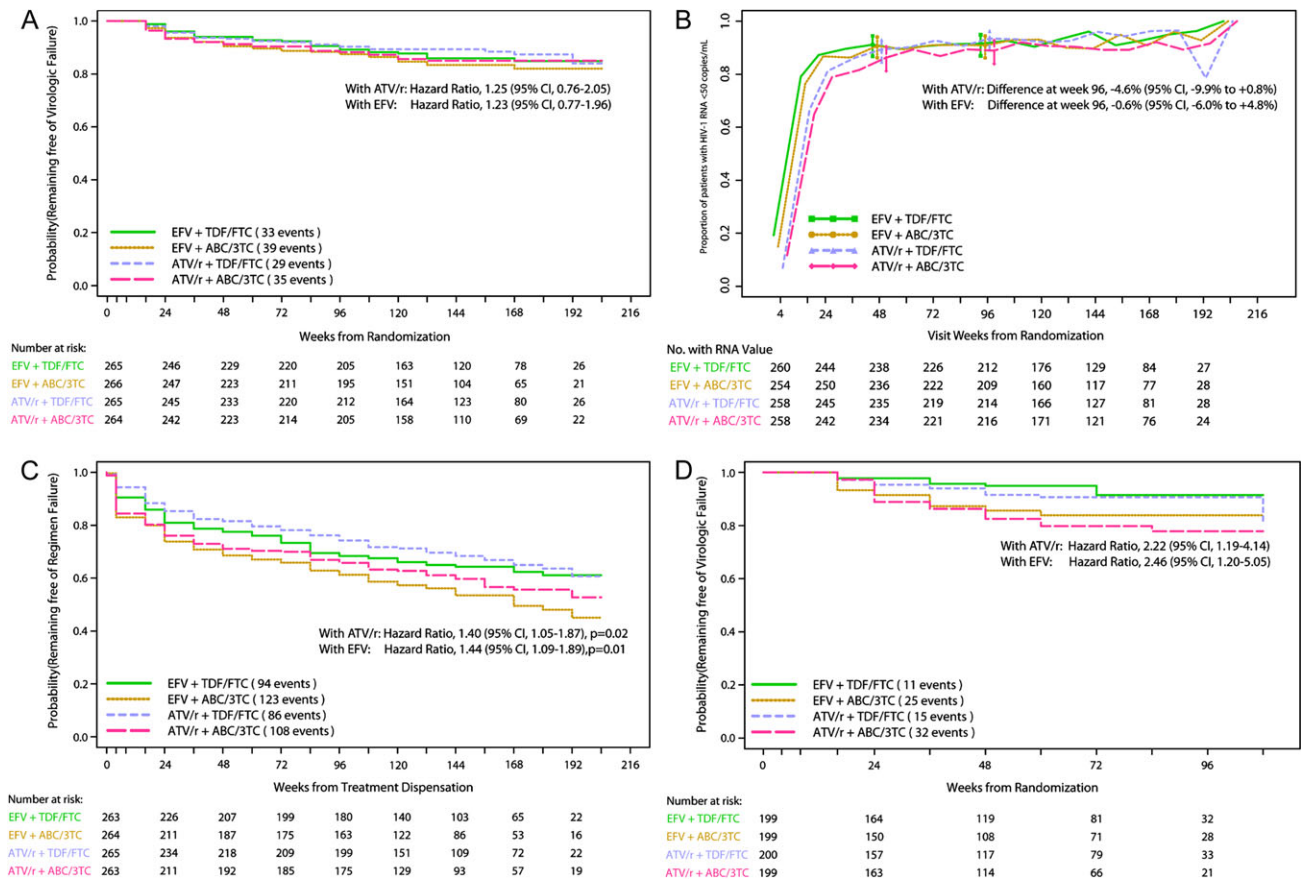 A
Probability(Remaining free of Virologic Failure)
1.0
0.8
0.6
0.4
0.2
0.0
With ATV/r: Hazard Ratio, 1.25 (95% CI, 0.76-2.05)
With EFV: Hazard Ratio, 1.23 (95% CI, 0.77-1.96)
EFV + TDF/FTC ( 33 events )
EFV + ABC/3TC ( 39 events )
ATV/r + TDF/FTC ( 29 events )
ATV/r + ABC/3TC ( 35 events )
0 24 48 72 96 120 144 168 192 216
Weeks from Randomization
Number at risk:
EFV + TDF/FTC 265 246 229 220 205 163 120 78 26
EFV + ABC/3TC 266 247 223 211 195 151 104 65 21
ATV/r + TDF/FTC 265 245 233 220 212 164 123 80 26
ATV/r + ABC/3TC 264 242 223 214 205 158 110 69 22
B
Proportion of patients with HIV-1 RNA <50 copies/mL
1.0
0.8
0.6
0.4
0.2
0.0
With ATV/r: Difference at week 96, -4.6% (95% CI, -9.9% to +0.8%)
With EFV: Difference at week 96, -0.6% (95% CI, -6.0% to +4.8%)
EFV + TDF/FTC
EFV + ABC/3TC
ATV/r + TDF/FTC
ATV/r + ABC/3TC
4 24 48 72 96 120 144 168 192 216
Visit Weeks from Randomization
No. with RNA Value
EFV + TDF/FTC 260 244 238 226 212 176 129 84 27
EFV + ABC/3TC 254 250 236 222 209 160 117 77 28
ATV/r + TDF/FTC 258 245 235 219 214 166 127 81 28
ATV/r + ABC/3TC 258 242 234 221 216 171 121 76 24
C
Probability(Remaining free of Regimen Failure)
1.0
0.8
0.6
0.4
0.2
0.0
With ATV/r: Hazard Ratio, 1.40 (95% CI, 1.05-1.87), p=0.02
With EFV: Hazard Ratio, 1.44 (95% CI, 1.09-1.89),p=0.01
EFV + TDF/FTC ( 94 events )
EFV + ABC/3TC ( 123 events )
ATV/r + TDF/FTC ( 86 events )
ATV/r + ABC/3TC ( 108 events )
0 24 48 72 96 120 144 168 192 216
Weeks from Treatment Dispensation
Number at risk:
EFV + TDF/FTC 263 226 207 199 180 140 103 65 22
EFV + ABC/3TC 264 211 187 175 163 122 86 53 16
ATV/r + TDF/FTC 265 234 218 209 199 151 109 72 22
ATV/r + ABC/3TC 263 211 192 185 175 129 93 57 19
D
Probability(Remaining free of Virologic Failure)
1.0
0.8
0.6
0.4
0.2
0.0
With ATV/r: Hazard Ratio, 2.22 (95% CI, 1.19-4.14)
With EFV: Hazard Ratio, 2.46 (95% CI, 1.20-5.05)
EFV + TDF/FTC ( 11 events )
EFV + ABC/3TC ( 25 events )
ATV/r + TDF/FTC ( 15 events )
ATV/r + ABC/3TC ( 32 events )
0 24 48 72 96
Weeks from Randomization
Number at risk:
EFV + TDF/FTC 199 164 119 81 32
EFV + ABC/3TC 199 150 108 71 28
ATV/r + TDF/FTC 200 157 117 79 33
ATV/r + ABC/3TC 199 163 114 66 21